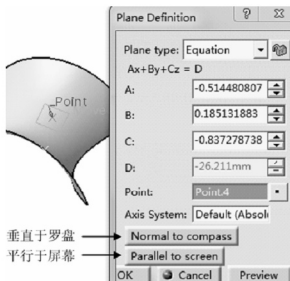 Plane Definition
Plane type: Equation
Ax+By+Cz = D
A: -0.514480807
B: 0.185131883
C: -0.837278738
D: -26.211mm
Point: Point.4
Axis System: Default (Absol
垂直于罗盘 Normal to compass
平行于屏幕 Parallel to screen
OK Cancel Preview
Point